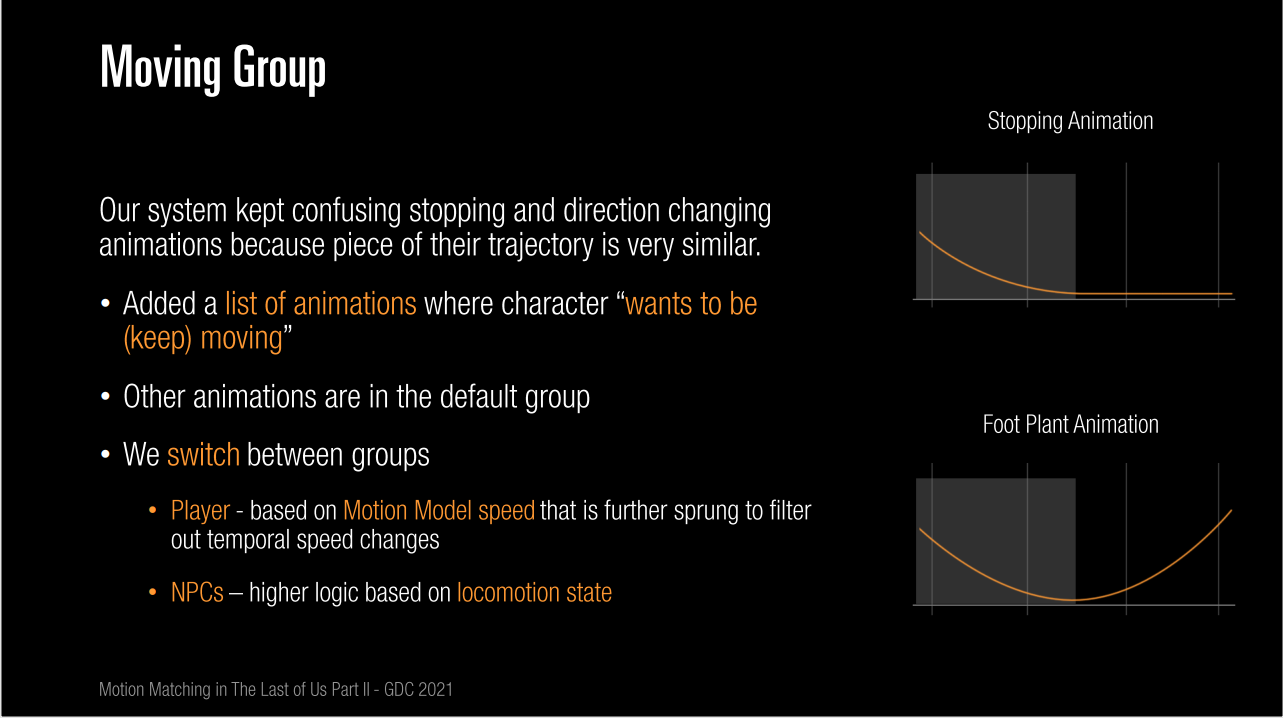 Moving Group
Our system kept confusing stopping and direction changing
animations because piece of their trajectory is very similar.
• Added a list of animations where character “wants to be
(keep) moving”
• Other animations are in the default group
• We switch between groups
• Player - based on Motion Model speed that is further sprung to filter
out temporal speed changes
• NPCs – higher logic based on locomotion state
Stopping Animation
Foot Plant Animation
Motion Matching in The Last of Us Part II - GDC 2021